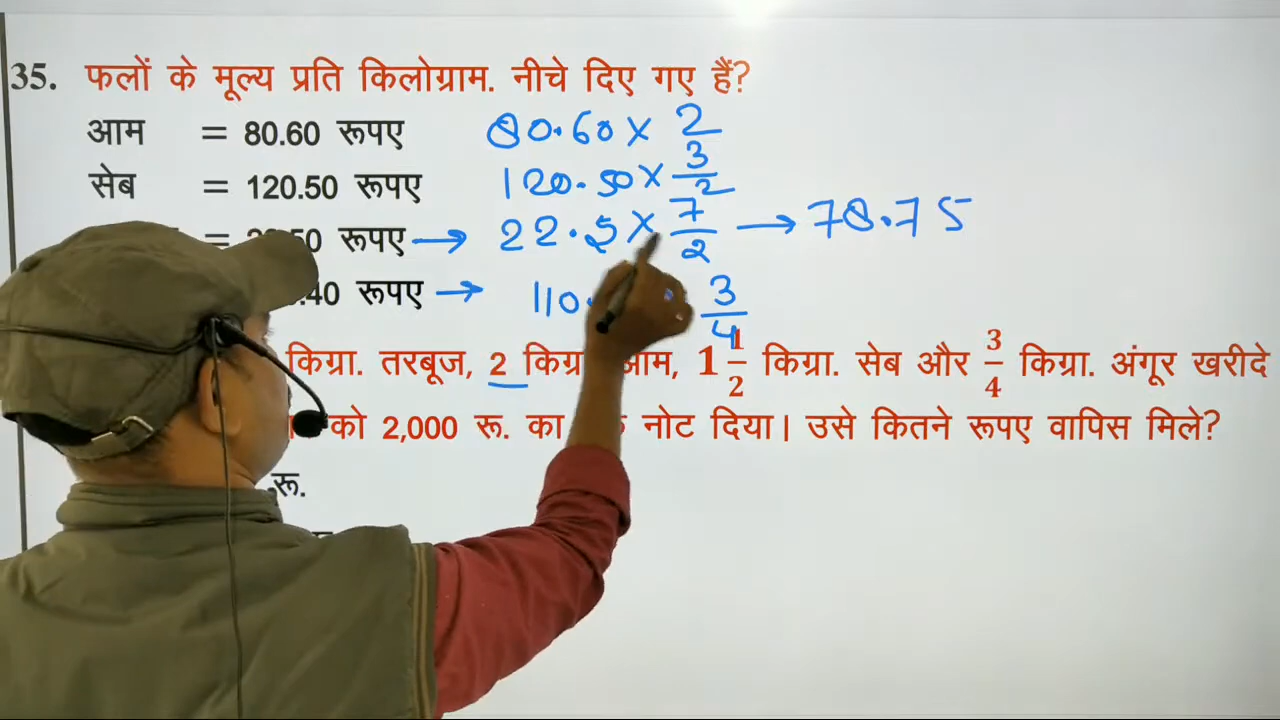 35. फलों के मूल्य प्रति किलोग्राम. नीचे दिए गए हैं?
आम = 80.60 रूपए 80.60 × 2
सेब = 120.50 रूपए 120.50 × 3/2
= 50 रूपए → 22.5 × 7/2 → 78.75
.40 रूपए → 110. 3/4
किग्रा. तरबूज, 2 किग्रा आम, 1 1/2 किग्रा. सेब और 3/4 किग्रा. अंगूर खरीदे
को 2,000 रू. का नोट दिया। उसे कितने रूपए वापिस मिले?
रू.